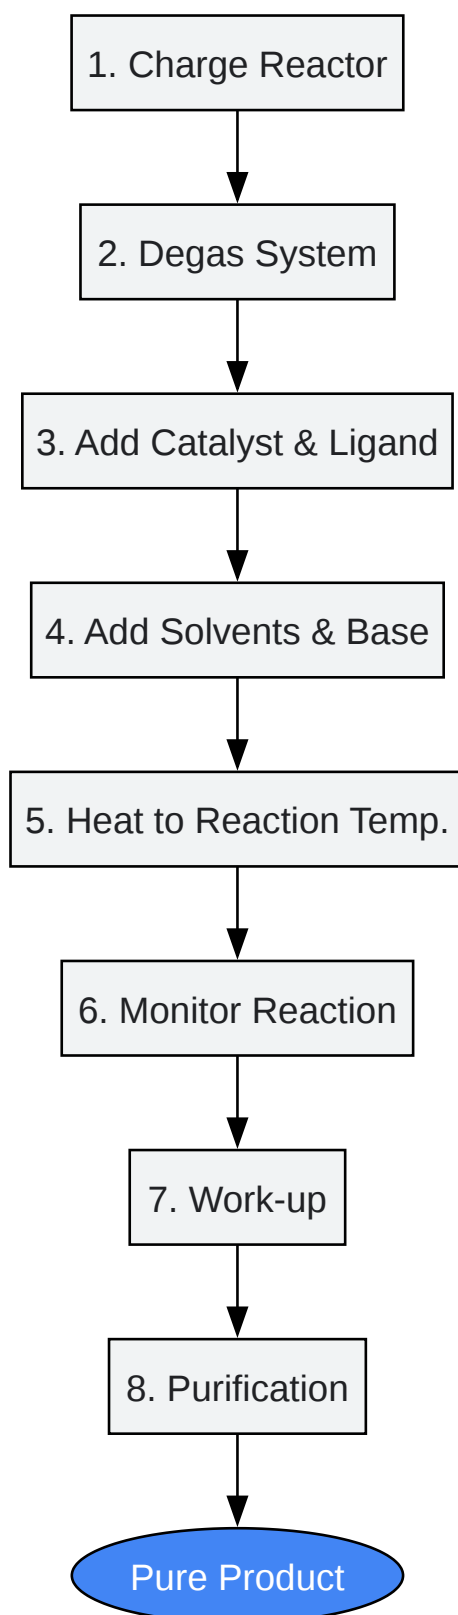 1. Charge Reactor
2. Degas System
3. Add Catalyst & Ligand
4. Add Solvents & Base
5. Heat to Reaction Temp.
6. Monitor Reaction
7. Work-up
8. Purification
Pure Product